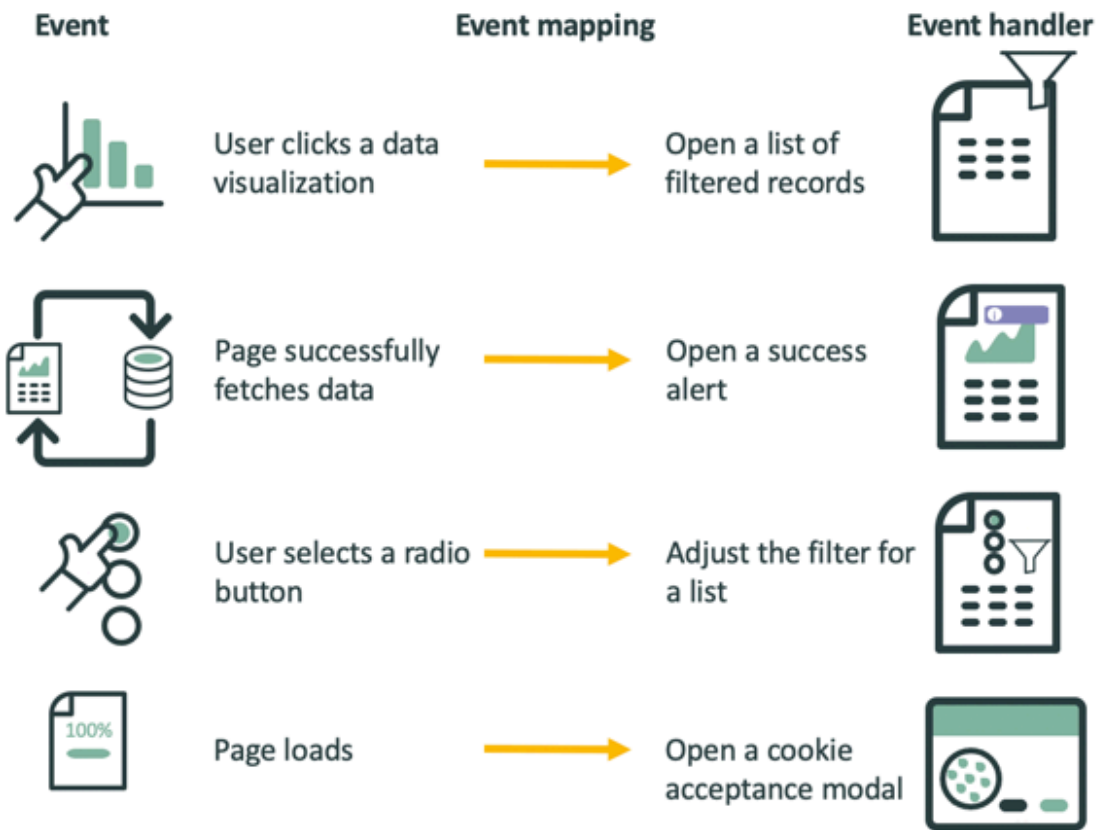 Event
Event mapping
Event handler
User clicks a data
visualization
Open a list of
filtered records
Page successfully
fetches data
Open a success
alert
i
User selects a radio
button
Adjust the filter for
a list
100%
Page loads
Open a cookie
acceptance modal